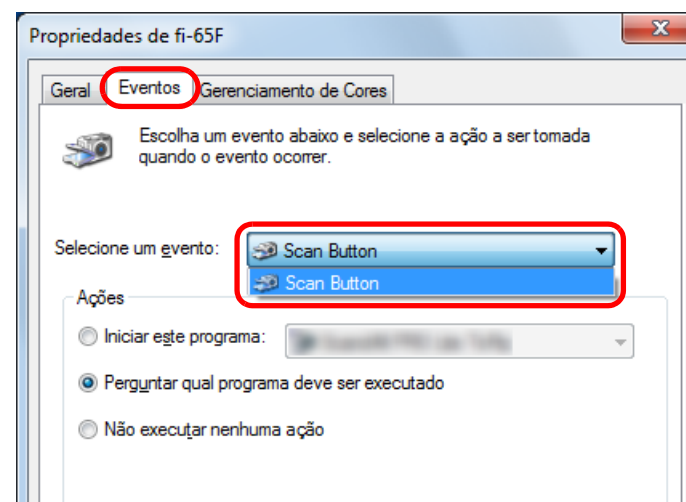 Propriedades de fi-65F
Geral
Eventos
Gerenciamento de Cores
Escolha um evento abaixo e selecione a ação a ser tomada
quando o evento ocorrer.
Selecione um evento:
Scan Button
Scan Button
Ações
Iniciar este programa:
Perguntar qual programa deve ser executado
Não executar nenhuma ação